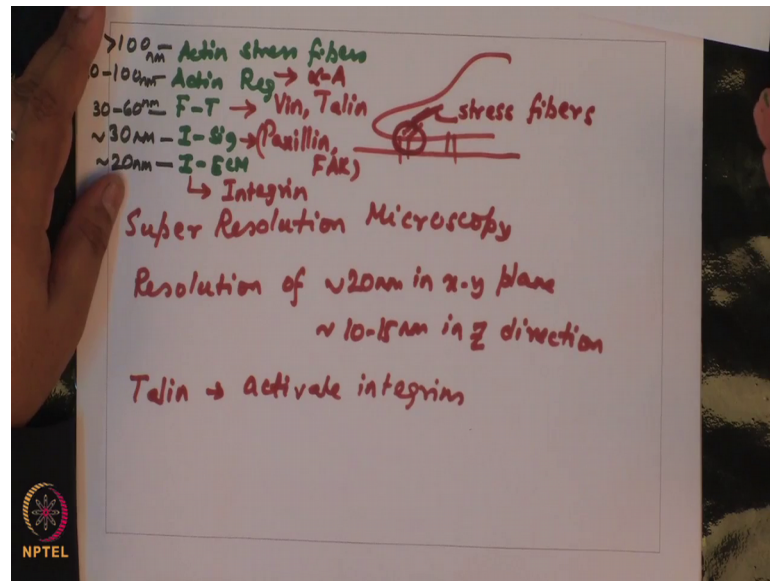 >100nm - Actin stress fibers
0-100nm - Actin Reg → α-A
30-60nm - F-T → Vin, Talin
~30nm - I-Sig → (Paxillin, FAK)
~20nm - I-ECM
↳ Integrin
stress fibers
Super Resolution Microscopy
Resolution of ~20nm in x-y plane
~ 10-15nm in Z direction
Talin → activate integrins
NPTEL